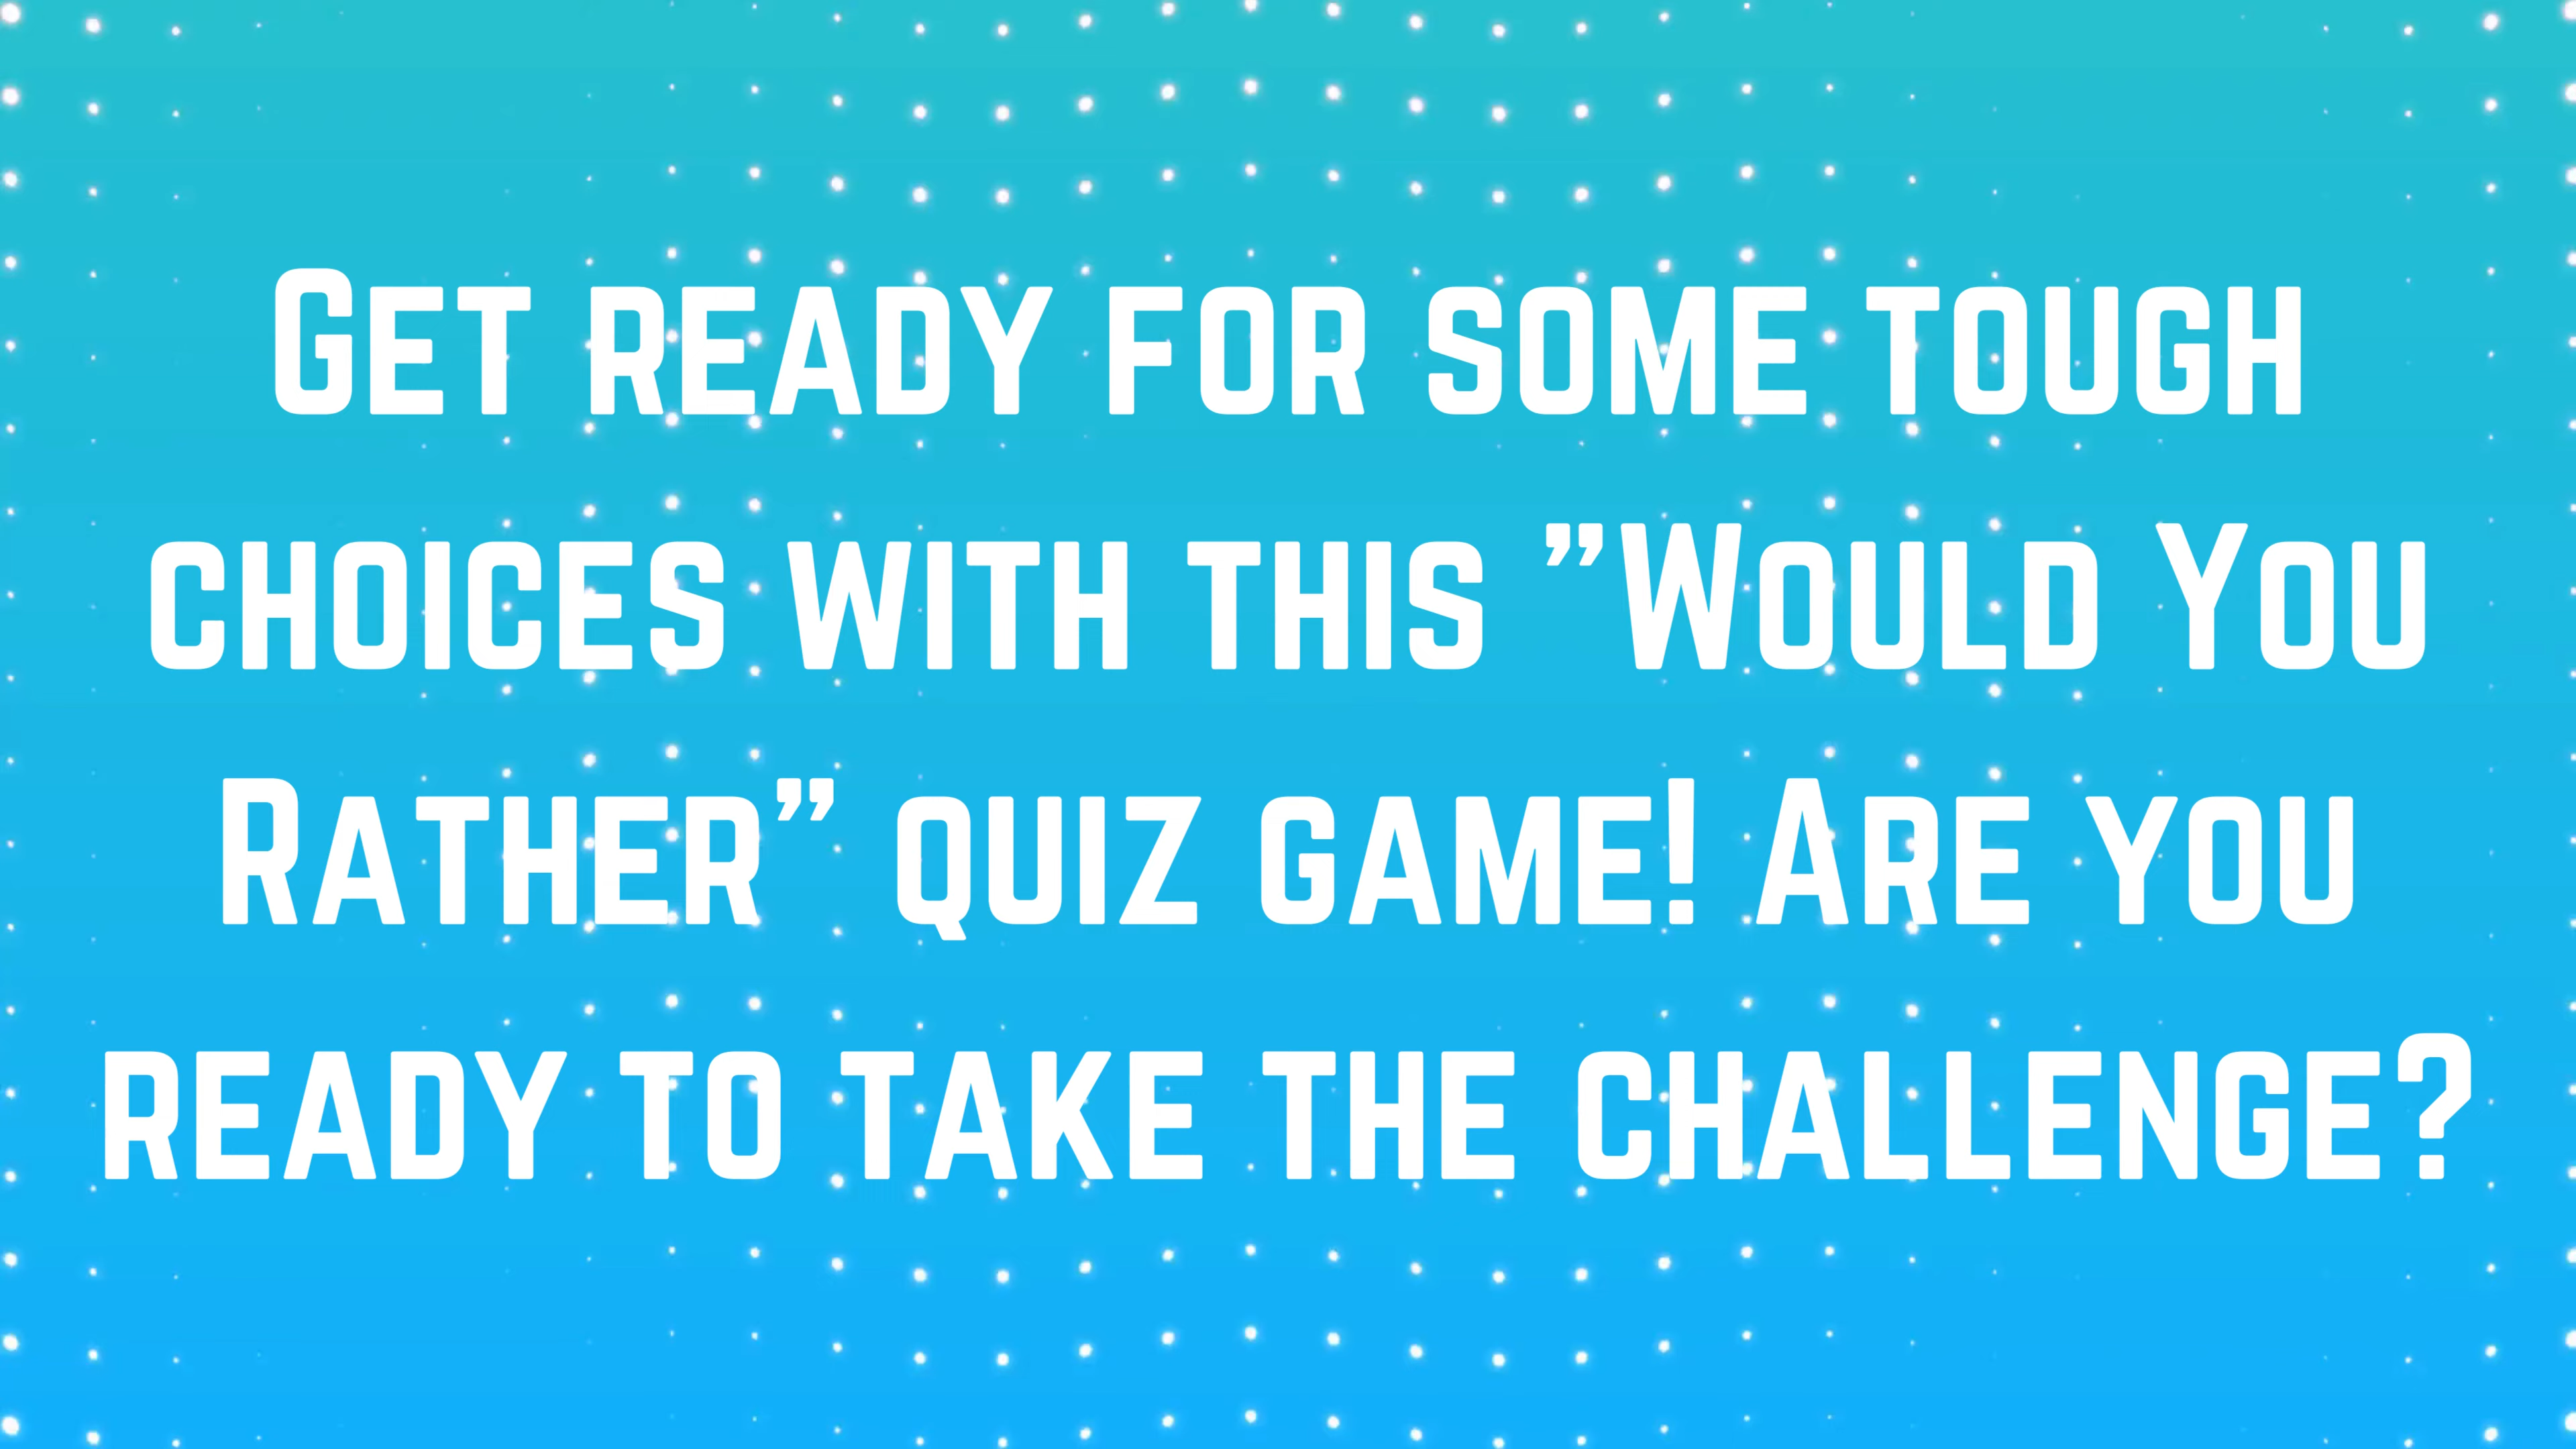 Get ready for some tough
choices with this ”Would You
Rather” quiz game! Are you
ready to take the challenge?